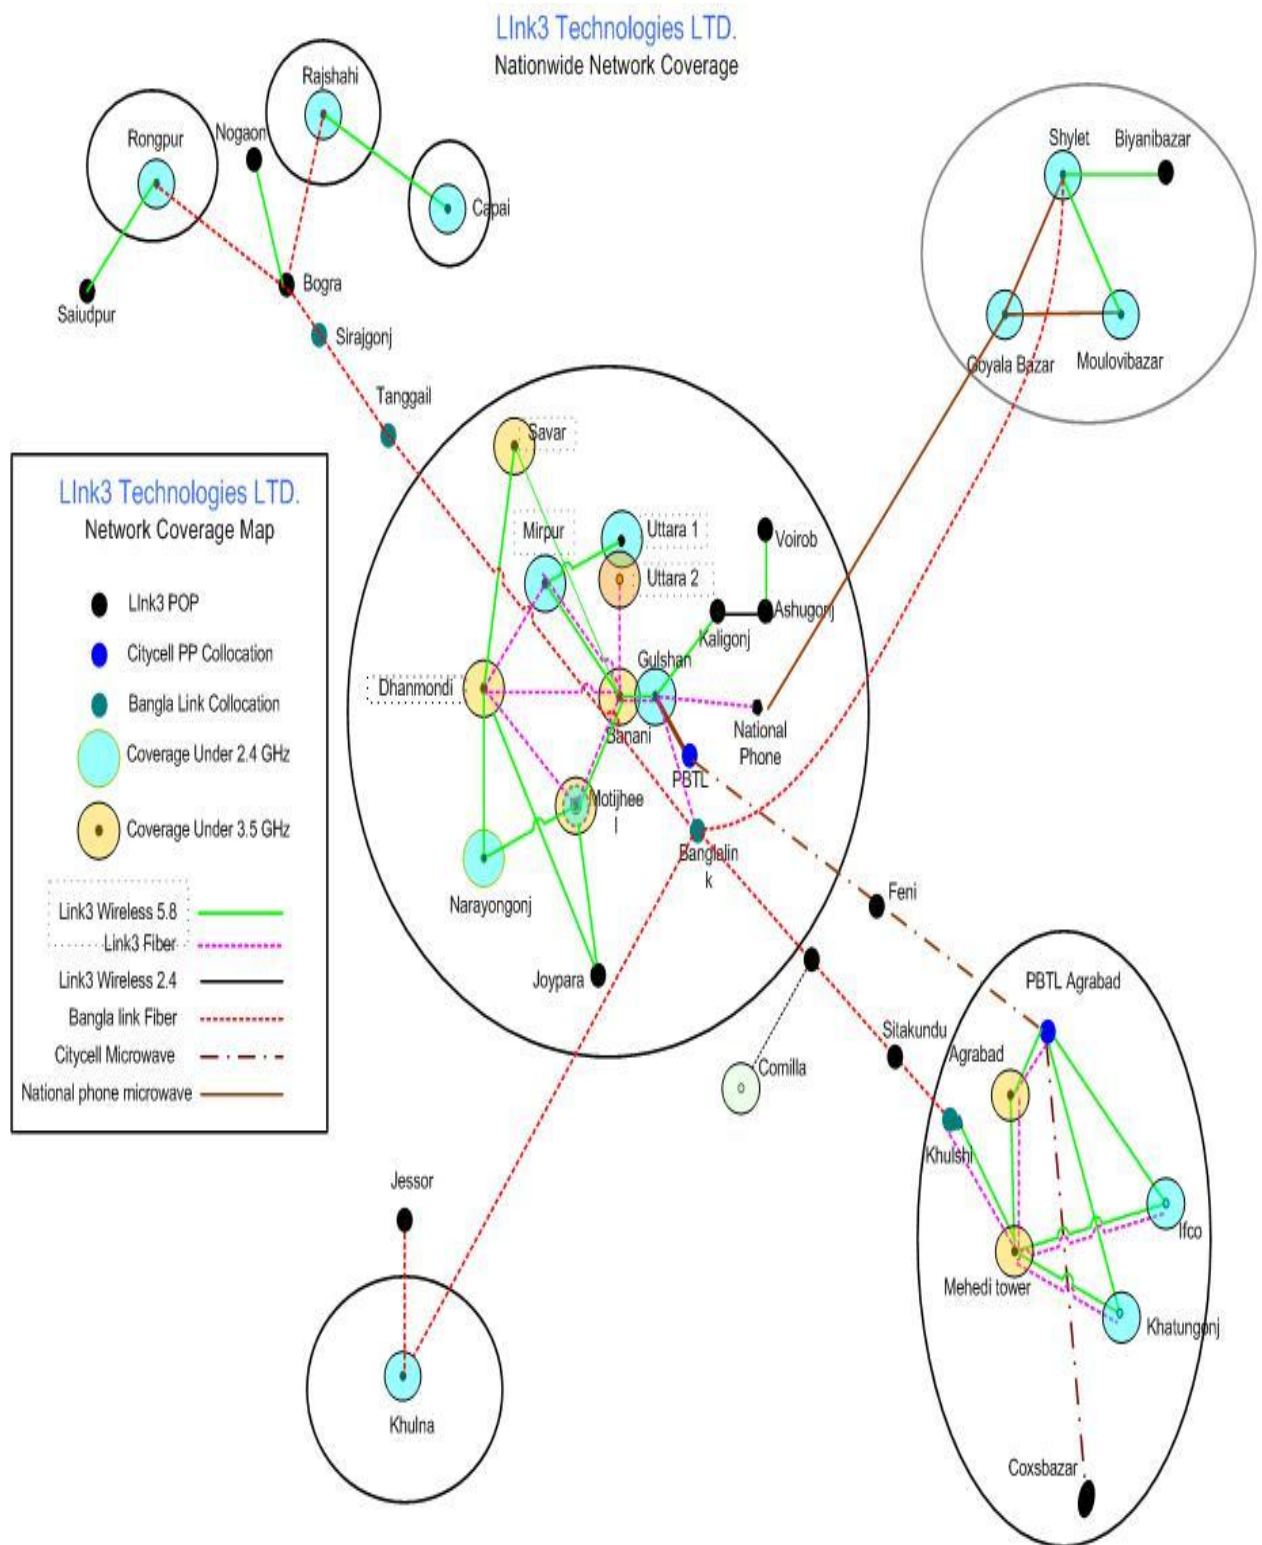 LInk3 Technologies LTD.
Nationwide Network Coverage
Rajshahi
Rongpur
Nogaon
Capai
Saiudpur
Bogra
Sirajgonj
Tanggail
Shylet
Biyanibazar
Goyala Bazar
Moulovibazar
LInk3 Technologies LTD.
Network Coverage Map
LInk3 POP
Citycell PP Collocation
Bangla Link Collocation
Coverage Under 2.4 GHz
Coverage Under 3.5 GHz
Link3 Wireless 5.8
Link3 Fiber
Link3 Wireless 2.4
Bangla link Fiber
Citycell Microwave
National phone microwave
Savar
Mirpur
Uttara 1
Uttara 2
Voirob
Ashugonj
Kaligonj
Gulshan
Dhanmondi
Banani
National
Phone
PBTL
Motijhee
l
Banglalin
k
Narayongonj
Joypara
Feni
Comilla
Sitakundu
PBTL Agrabad
Agrabad
Khulshi
Ifco
Mehedi tower
Khatungonj
Coxsbazar
Jessor
Khulna